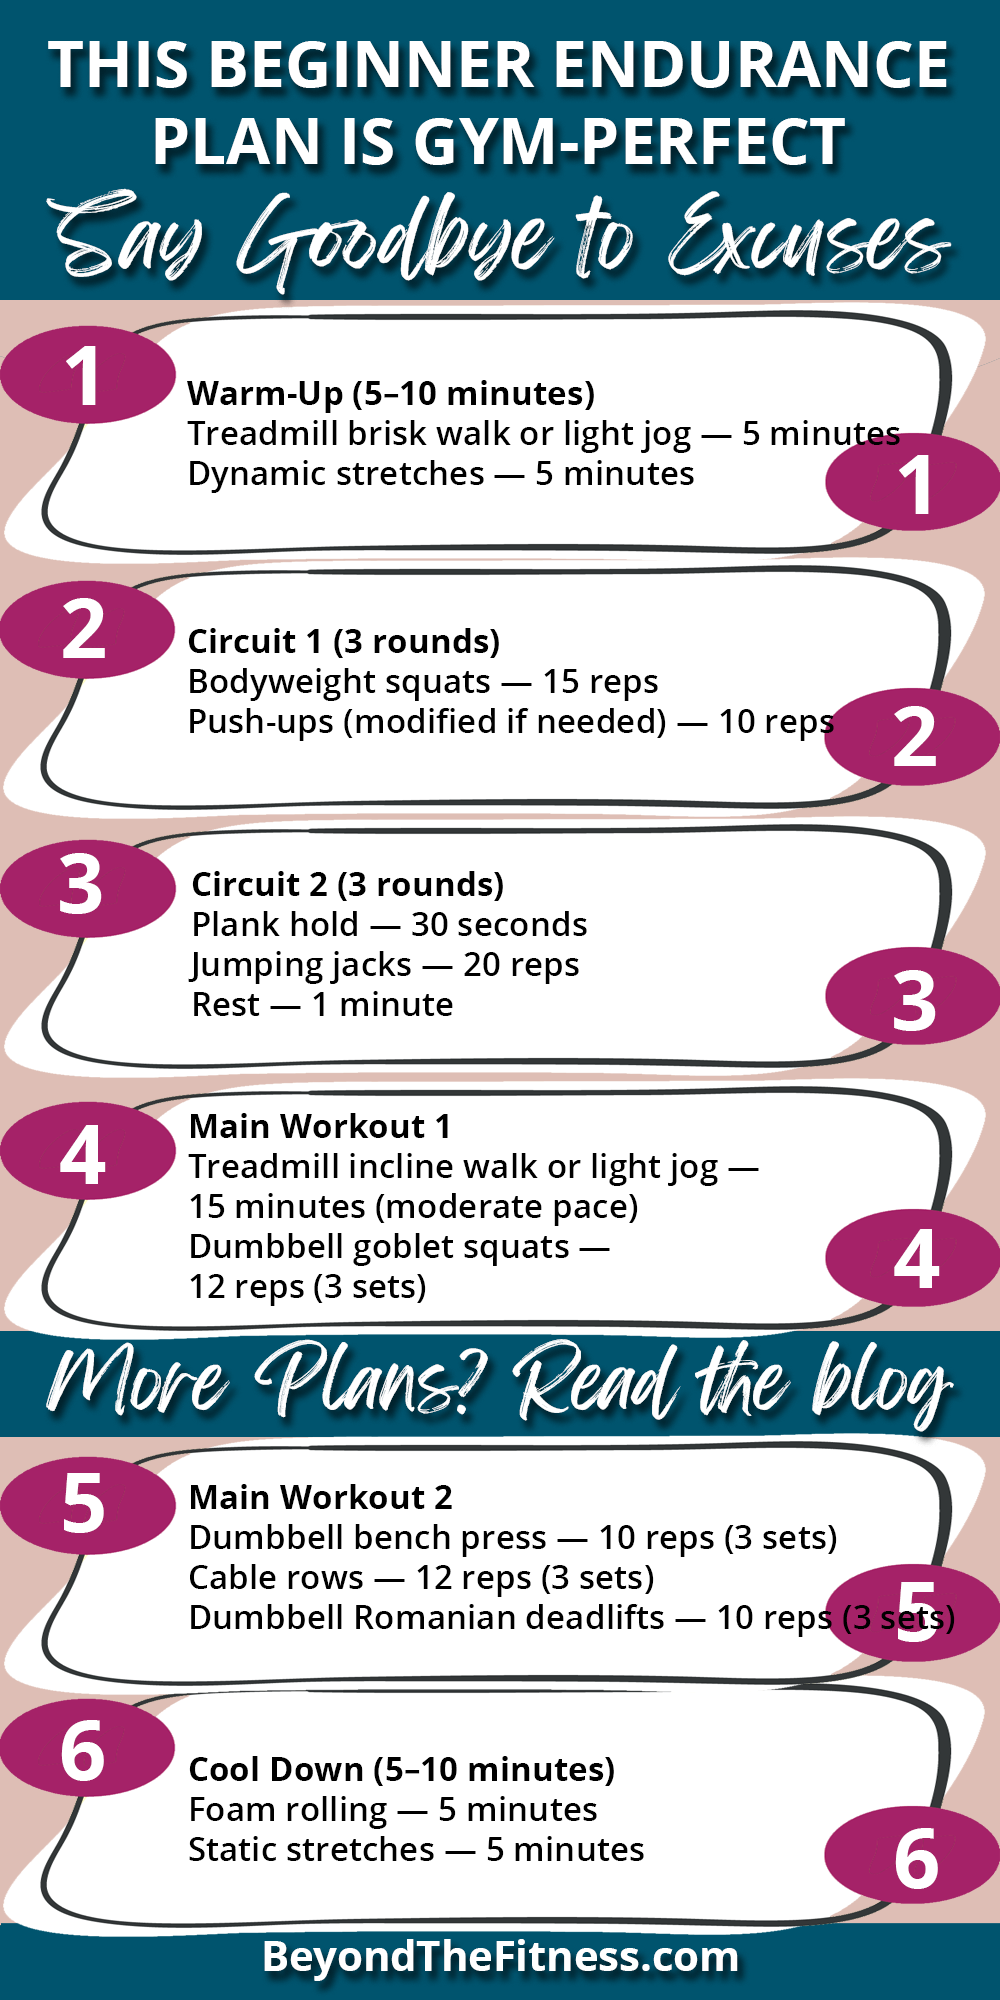 THIS BEGINNER ENDURANCE
PLAN IS GYM-PERFECT
Say Goodbye to Excuses
1
Warm-Up (5–10 minutes)
Treadmill brisk walk or light jog — 5 minutes
Dynamic stretches — 5 minutes
1
2
Circuit 1 (3 rounds)
Bodyweight squats — 15 reps
Push-ups (modified if needed) — 10 reps
2
3
Circuit 2 (3 rounds)
Plank hold — 30 seconds
Jumping jacks — 20 reps
Rest — 1 minute
3
4
Main Workout 1
Treadmill incline walk or light jog —
15 minutes (moderate pace)
Dumbbell goblet squats —
12 reps (3 sets)
4
More Plans? Read the blog
5
Main Workout 2
Dumbbell bench press — 10 reps (3 sets)
Cable rows — 12 reps (3 sets)
Dumbbell Romanian deadlifts — 10 reps (3 sets)
5
6
Cool Down (5–10 minutes)
Foam rolling — 5 minutes
Static stretches — 5 minutes
6
BeyondTheFitness.com